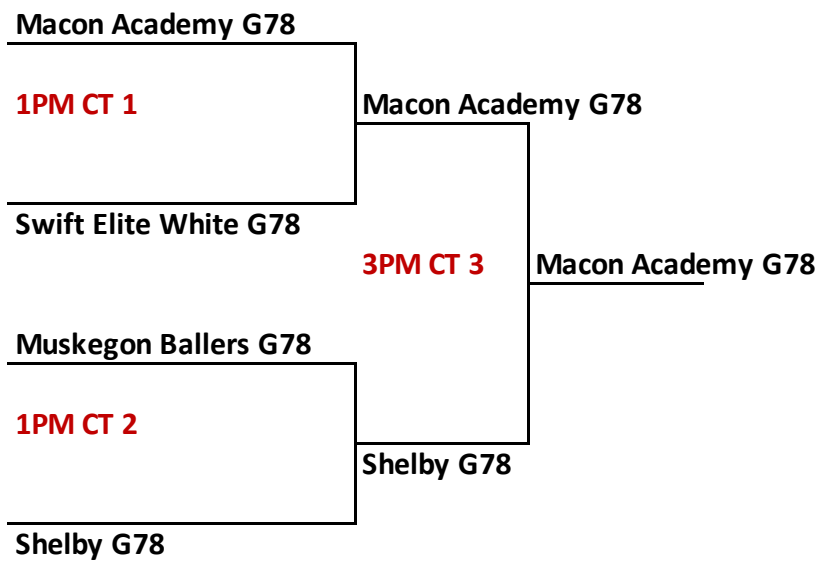 Macon Academy G78
1PM CT 1
Macon Academy G78
Swift Elite White G78
3PM CT 3
Macon Academy G78
Muskegon Ballers G78
1PM CT 2
Shelby G78
Shelby G78